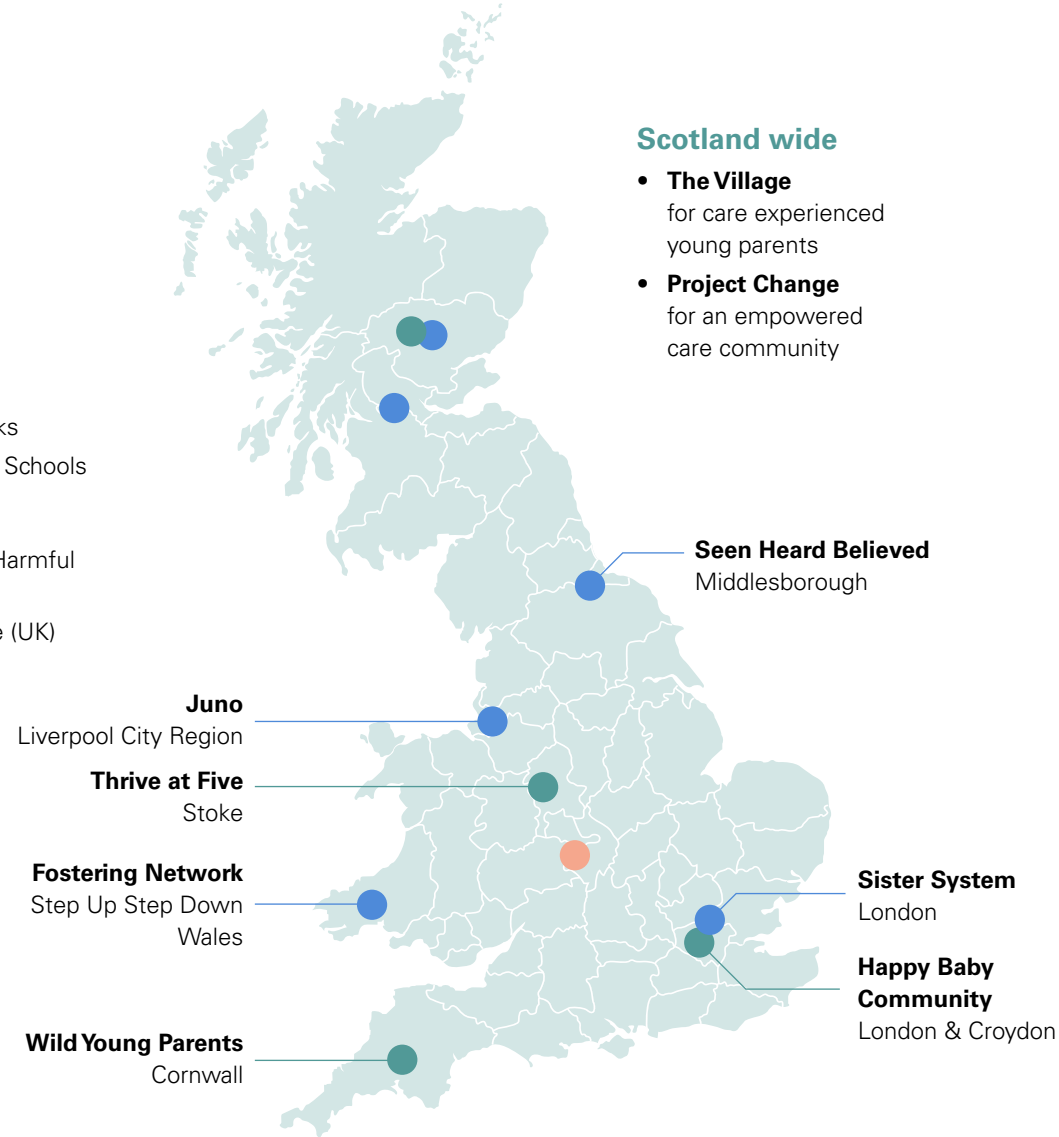 Scotland wide
• The Village
for care experienced
young parents
• Project Change
for an empowered
care community
ks
Schools
Harmful
e (UK)
Seen Heard Believed
Middlesborough
Juno
Liverpool City Region
Thrive at Five
Stoke
Fostering Network
Step Up Step Down
Wales
Sister System
London
Happy Baby
Community
London & Croydon
Wild Young Parents
Cornwall